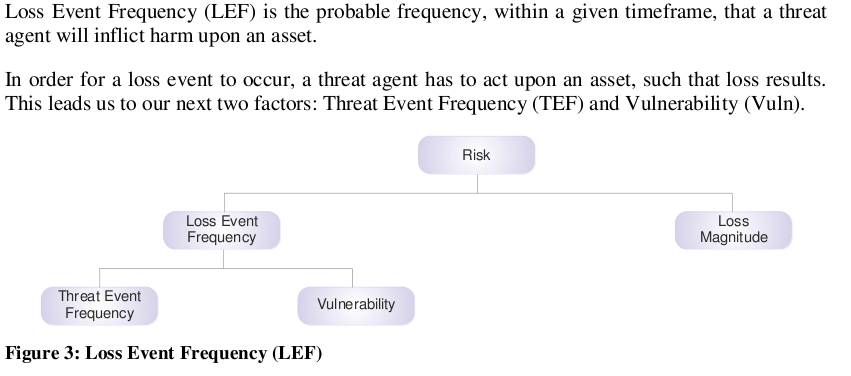 Loss Event Frequency (LEF) is the probable frequency, within a given timeframe, that a threat
agent will inflict harm upon an asset.
In order for a loss event to occur, a threat agent has to act upon an asset, such that loss results.
This leads us to our next two factors: Threat Event Frequency (TEF) and Vulnerability (Vuln).
Risk
Loss Event
Frequency
Loss
Magnitude
Threat Event
Frequency
Vulnerability
Figure 3: Loss Event Frequency (LEF)